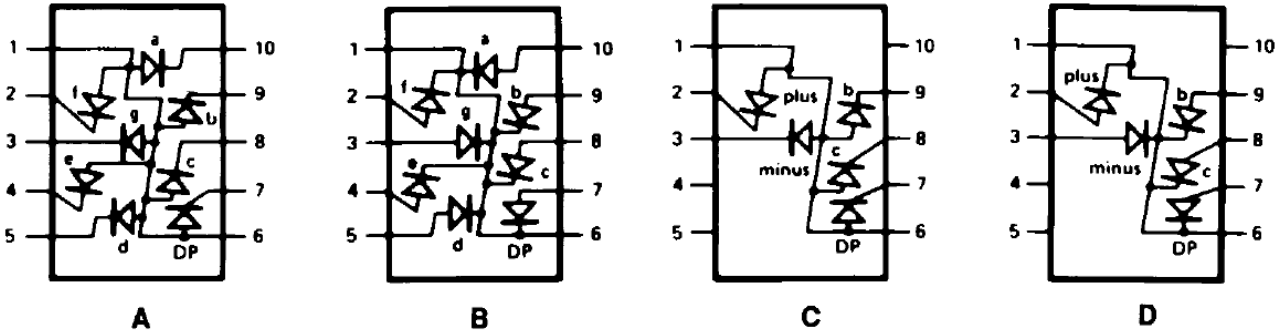 1 a 10
f
2 9
g b
3 8
e c
4 7
5 d DP 6
A
1 a 10
f b
2 9
g
3 8
e c
4 7
5 d DP 6
B
1 10
2 plus b 9
3 8
minus c
4 7
5 DP 6
C
1 10
plus
2 b 9
3 8
minus c
4 7
5 DP 6
D